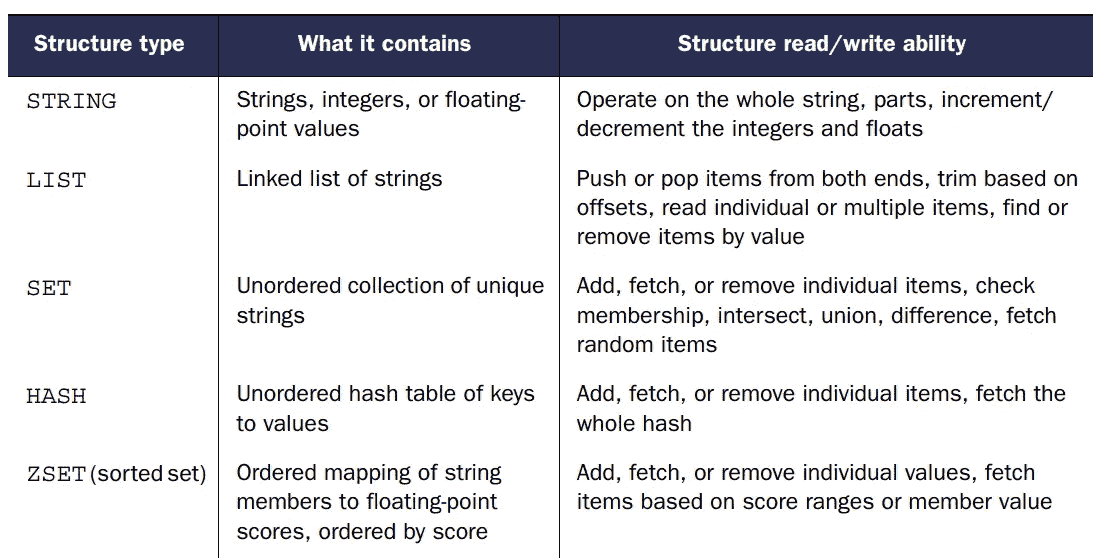 Structure type What it contains Structure read/write ability
STRING Strings, integers, or floating- Operate on the whole string, parts, increment/
point values decrement the integers and floats
LIST Linked list of strings Push or pop items from both ends, trim based on
offsets, read individual or multiple items, find or
remove items by value
SET Unordered collection of unique Add, fetch, or remove individual items, check
strings membership, intersect, union, difference, fetch
random items
HASH Unordered hash table of keys Add, fetch, or remove individual items, fetch the
to values whole hash
ZSET (sorted set) Ordered mapping of string Add, fetch, or remove individual values, fetch
members to floating-point items based on score ranges or member value
scores, ordered by score